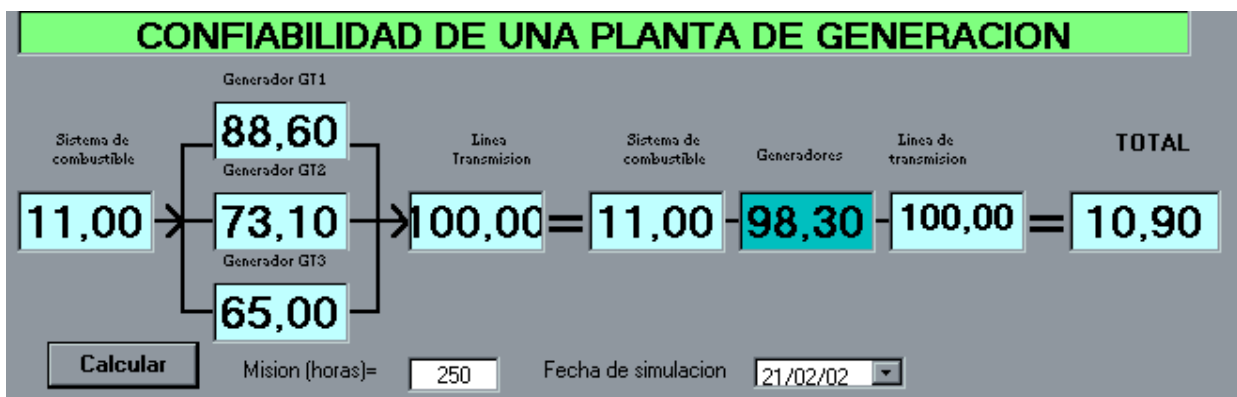 CONFIABILIDAD DE UNA PLANTA DE GENERACION
Generador GT1
88,60
Sistema de
combustible
11,00
Generador GT2
73,10
Generador GT3
65,00
Linea
Transmision
100,00
=
Sistema de
combustible
11,00
-
Generadores
98,30
-
Linea de
transmision
100,00
=
TOTAL
10,90
Calcular
Mision (horas)= 250
Fecha de simulacion 21/02/02